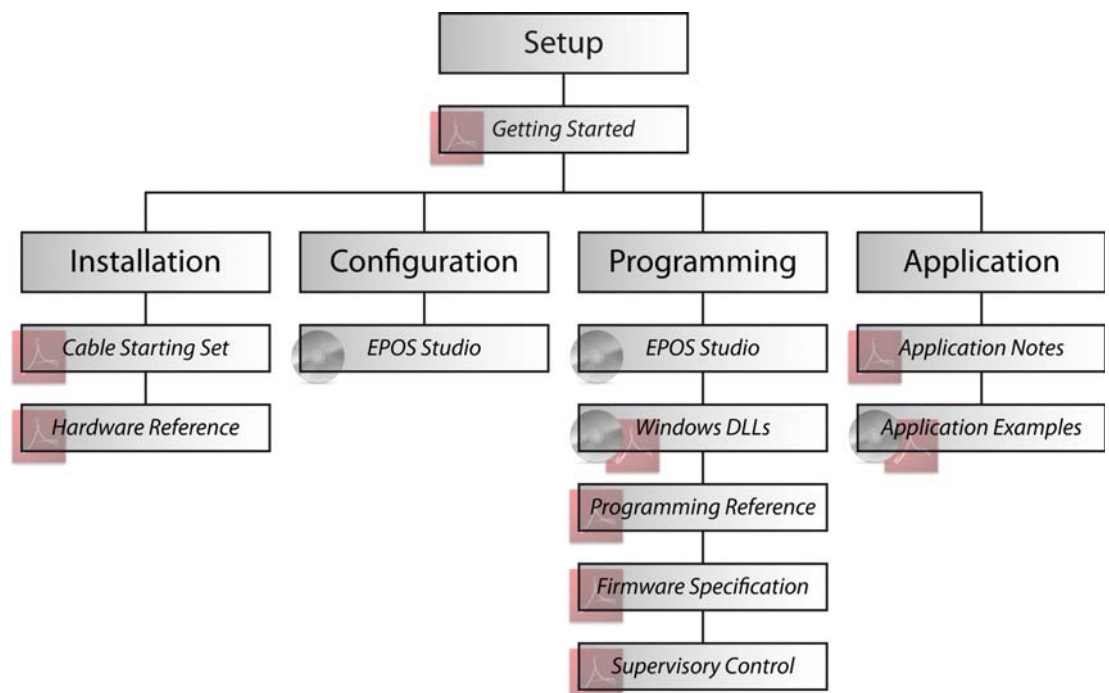 Setup
Getting Started
Installation
Cable Starting Set
Hardware Reference
Configuration
EPOS Studio
Programming
EPOS Studio
Windows DLLs
Programming Reference
Firmware Specification
Supervisory Control
Application
Application Notes
Application Examples